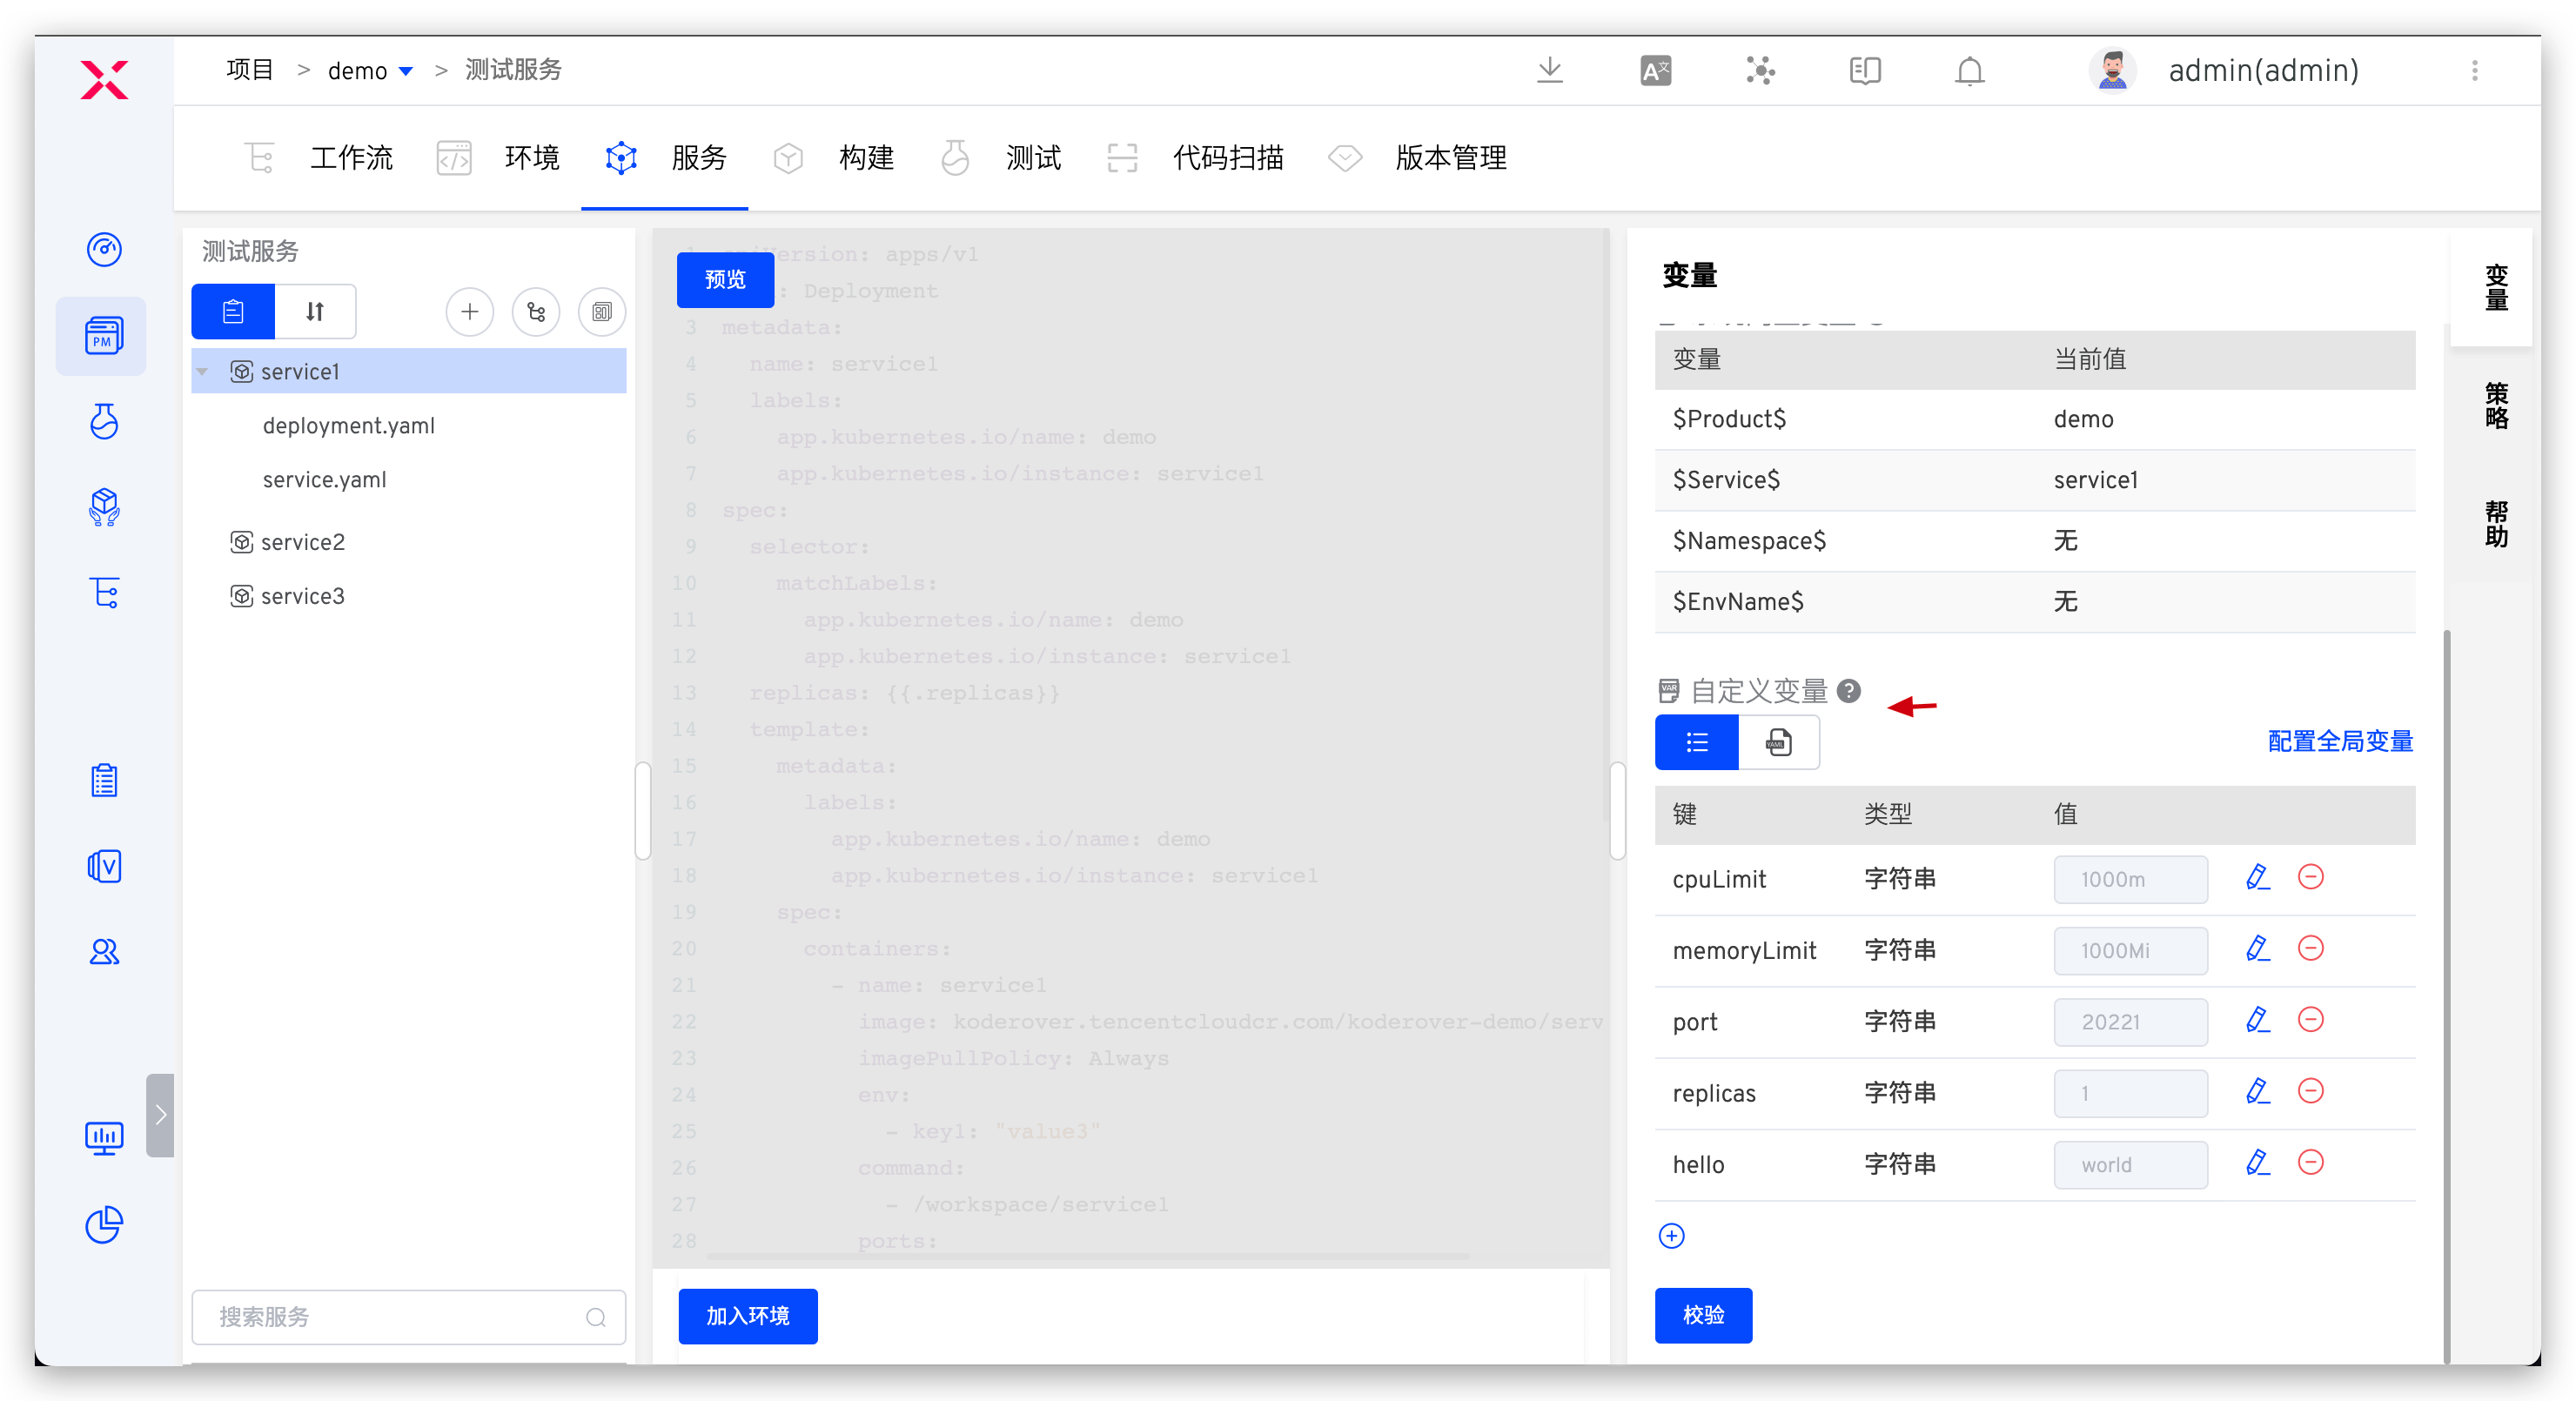 项目 > demo > 测试服务
admin(admin)
工作流 环境 服务 构建 测试 代码扫描 版本管理
PM
测试服务
service1
deployment.yaml
service.yaml
service2
service3
搜索服务
预览
Version: apps/v1
: Deployment
3 metadata:
4 name: service1
5 labels:
6 app.kubernetes.io/name: demo
7 app.kubernetes.io/instance: service1
8 spec:
9 selector:
10 matchLabels:
11 app.kubernetes.io/name: demo
12 app.kubernetes.io/instance: service1
13 replicas: {{.replicas}}
14 template:
15 metadata:
16 labels:
17 app.kubernetes.io/name: demo
18 app.kubernetes.io/instance: service1
19 spec:
20 containers:
21 - name: service1
22 image: koderover.tencentcloudcr.com/koderover-demo/serv
23 imagePullPolicy: Always
24 env:
25 - key1: "value3"
26 command:
27 - /workspace/service1
28 ports:
加入环境
变量
变量 当前值
$Product$ demo
$Service$ service1
$Namespace$ 无
$EnvName$ 无
自定义变量
配置全局变量
键 类型 值
cpuLimit 字符串 1000m
memoryLimit 字符串 1000Mi
port 字符串 20221
replicas 字符串 1
hello 字符串 world
校验
变量
策略
帮助